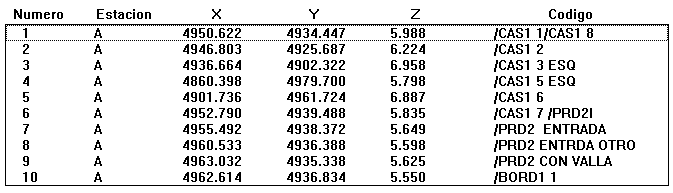 Numero Estacion X Y Z Codigo
1 A 4950.622 4934.447 5.988 /CAS1 1/CAS1 8
2 A 4946.803 4925.687 6.224 /CAS1 2
3 A 4936.664 4902.322 6.958 /CAS1 3 ESQ
4 A 4860.398 4979.700 5.798 /CAS1 5 ESQ
5 A 4901.736 4961.724 6.887 /CAS1 6
6 A 4952.790 4939.488 5.835 /CAS1 7 /PRD2I
7 A 4955.492 4938.372 5.649 /PRD2 ENTRADA
8 A 4960.533 4936.388 5.598 /PRD2 ENTRDA OTRO
9 A 4963.032 4935.338 5.625 /PRD2 CON VALLA
10 A 4962.614 4936.834 5.550 /BORD1 1